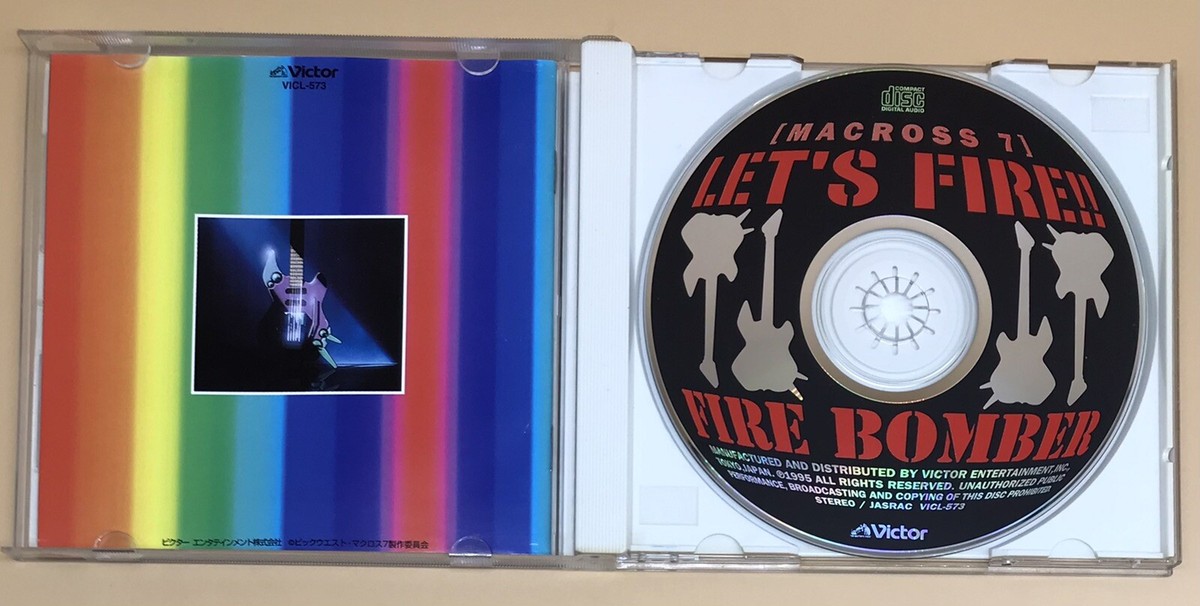 Victor
VICL-573
ビクター エンタテインメント株式会社 ©ビックウエスト・マクロス7製作委員会
COMPACT
disc
DIGITAL AUDIO
[MACROSS 7]
LET'S FIRE!!
FIRE BOMBER
MANUFACTURED AND DISTRIBUTED BY VICTOR ENTERTAINMENT, INC.,
TOKYO, JAPAN. ℗1995 ALL RIGHTS RESERVED. UNAUTHORIZED PUBLIC
PERFORMANCE, BROADCASTING AND COPYING OF THIS DISC PROHIBITED.
STEREO / JASRAC VICL-573
Victor